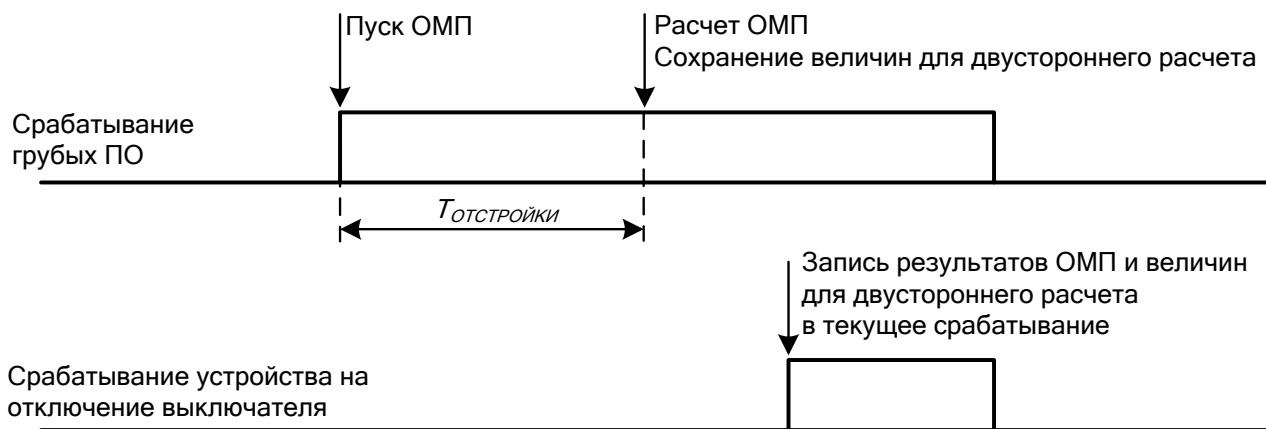 Пуск ОМП
Расчет ОМП
Сохранение величин для двустороннего расчета
Срабатывание
грубых ПО
TОТСТРОЙКИ
Запись результатов ОМП и величин
для двустороннего расчета
в текущее срабатывание
Срабатывание устройства на
отключение выключателя